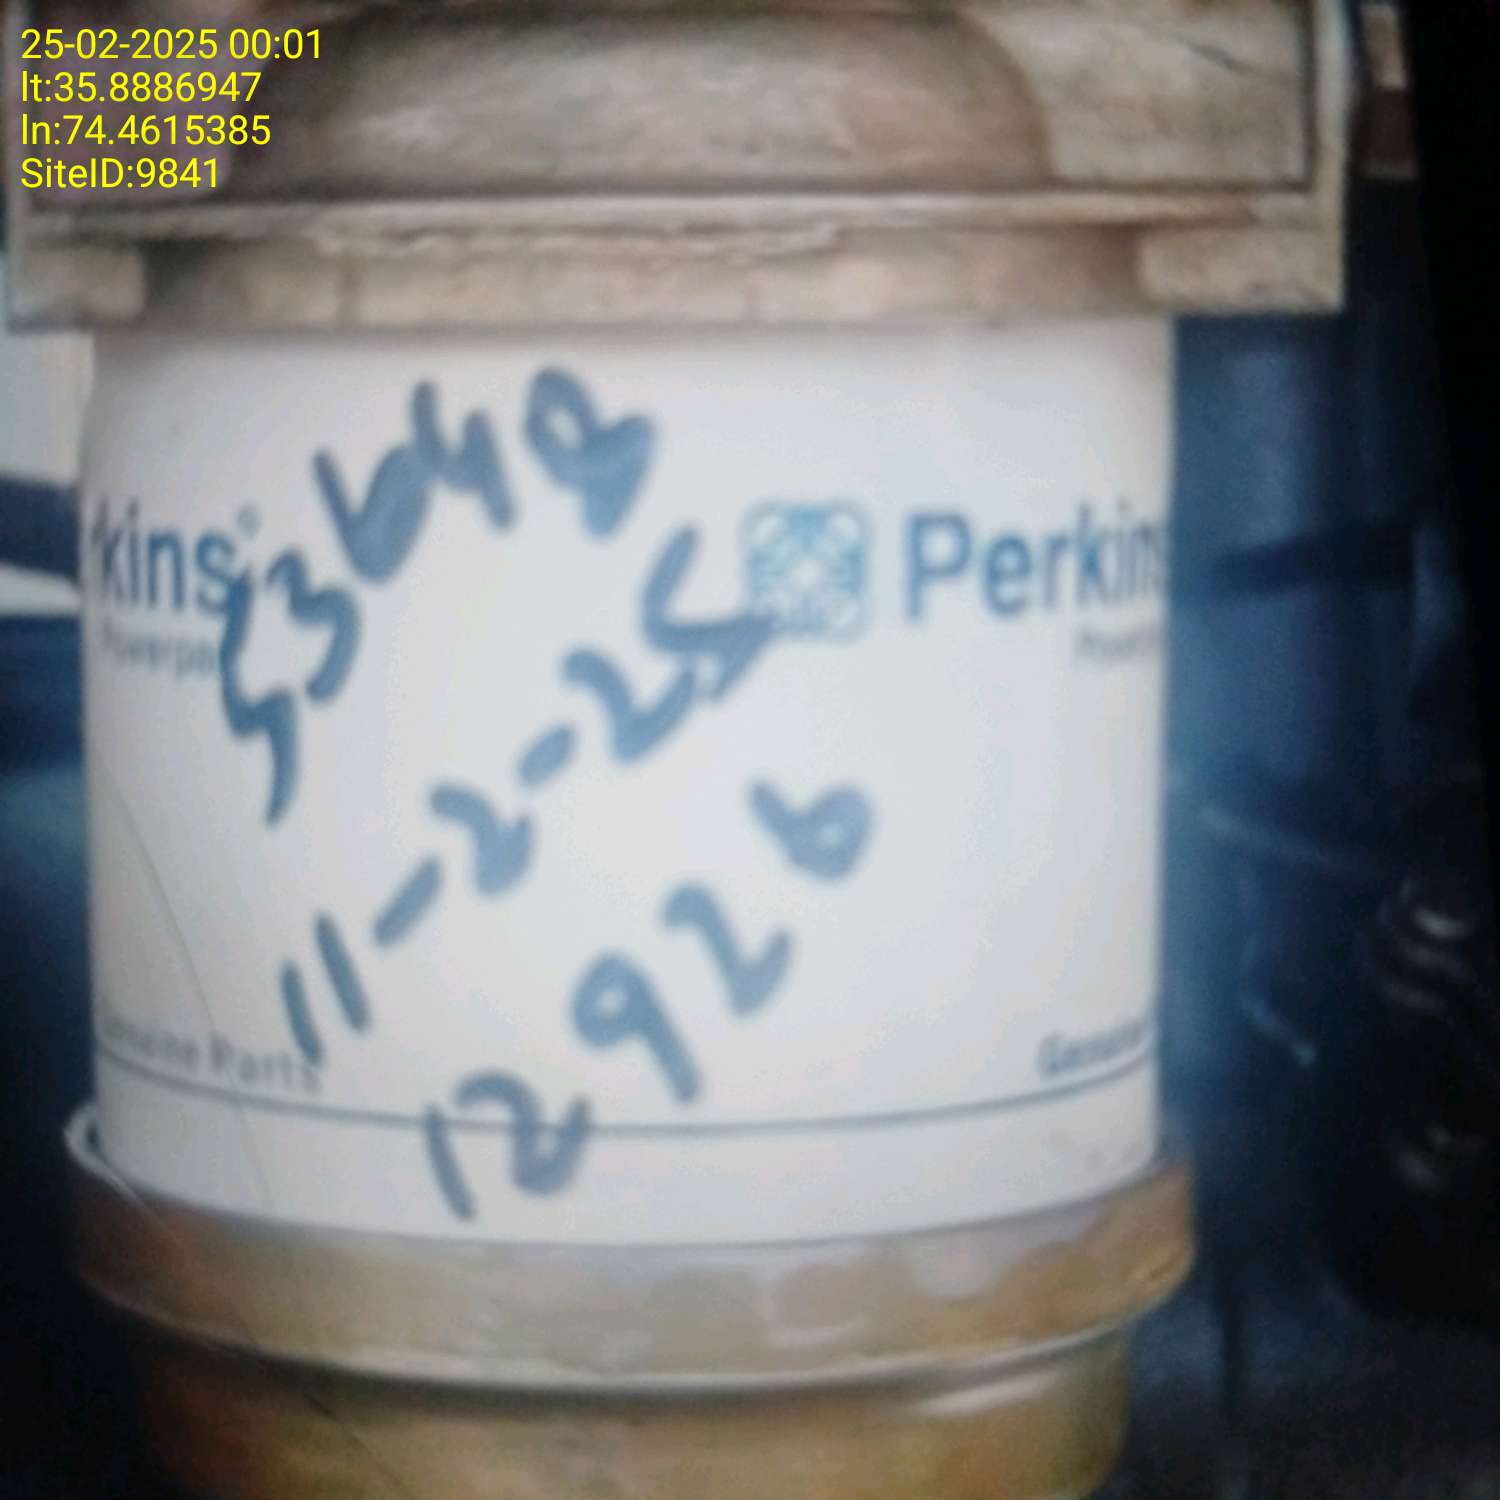 25-02-2025 00:01
lt:35.8886947
ln:74.4615385
SiteID:9841
53648
kins
Perkins
11-2-25
Parts
12926